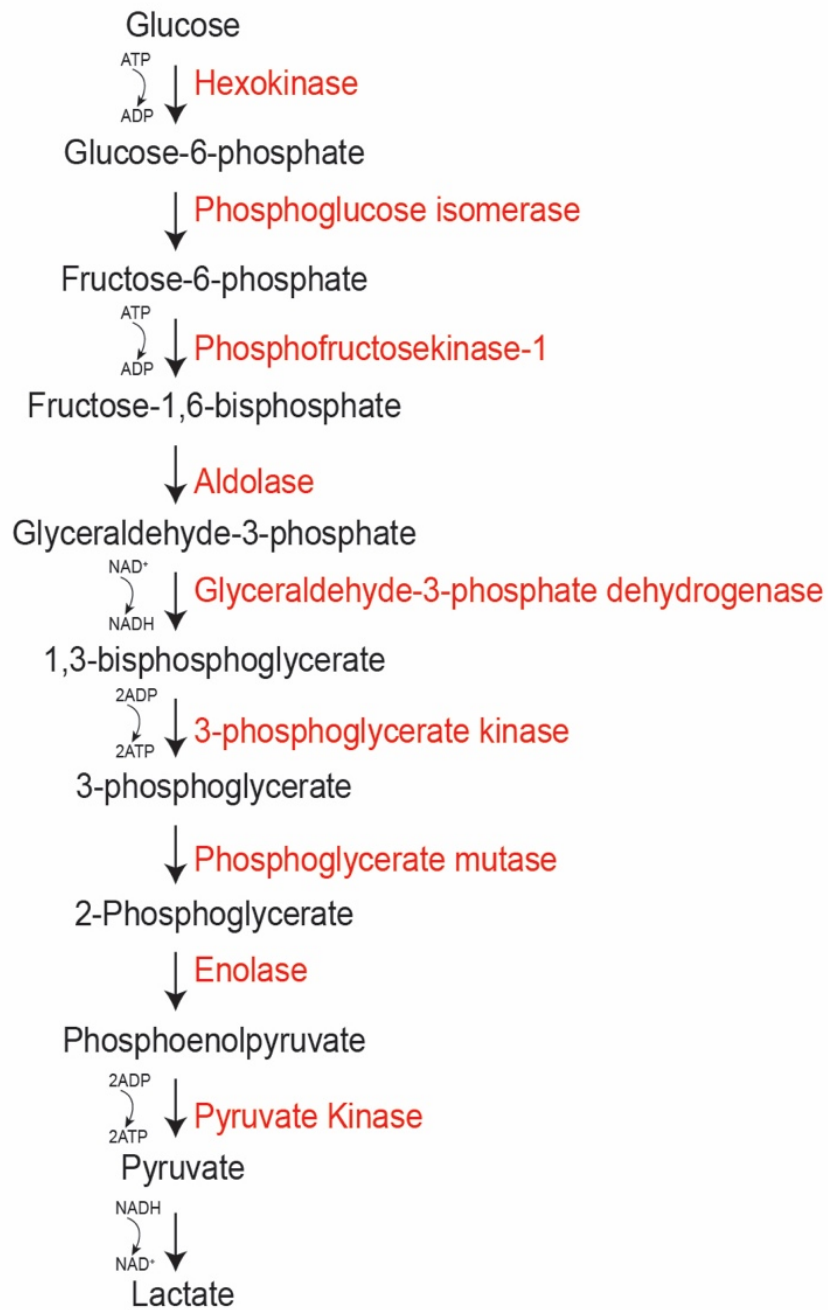 Glucose
ATP
Hexokinase
ADP
Glucose-6-phosphate
Phosphoglucose isomerase
Fructose-6-phosphate
ATP
Phosphofructosekinase-1
ADP
Fructose-1,6-bisphosphate
Aldolase
Glyceraldehyde-3-phosphate
NAD⁺
Glyceraldehyde-3-phosphate dehydrogenase
NADH
1,3-bisphosphoglycerate
2ADP
3-phosphoglycerate kinase
2ATP
3-phosphoglycerate
Phosphoglycerate mutase
2-Phosphoglycerate
Enolase
Phosphoenolpyruvate
2ADP
Pyruvate Kinase
2ATP
Pyruvate
NADH
NAD⁺
Lactate